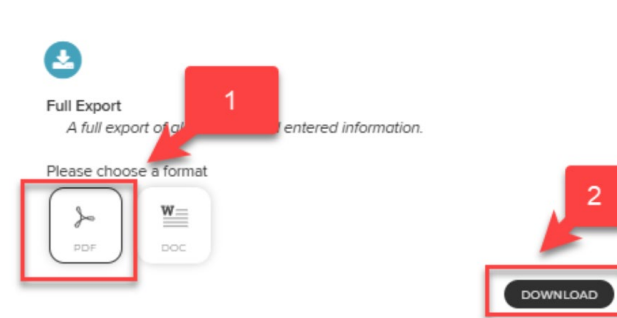 1
Full Export
A full export of entered information.
Please choose a format
W
PDF
DOC
2
DOWNLOAD